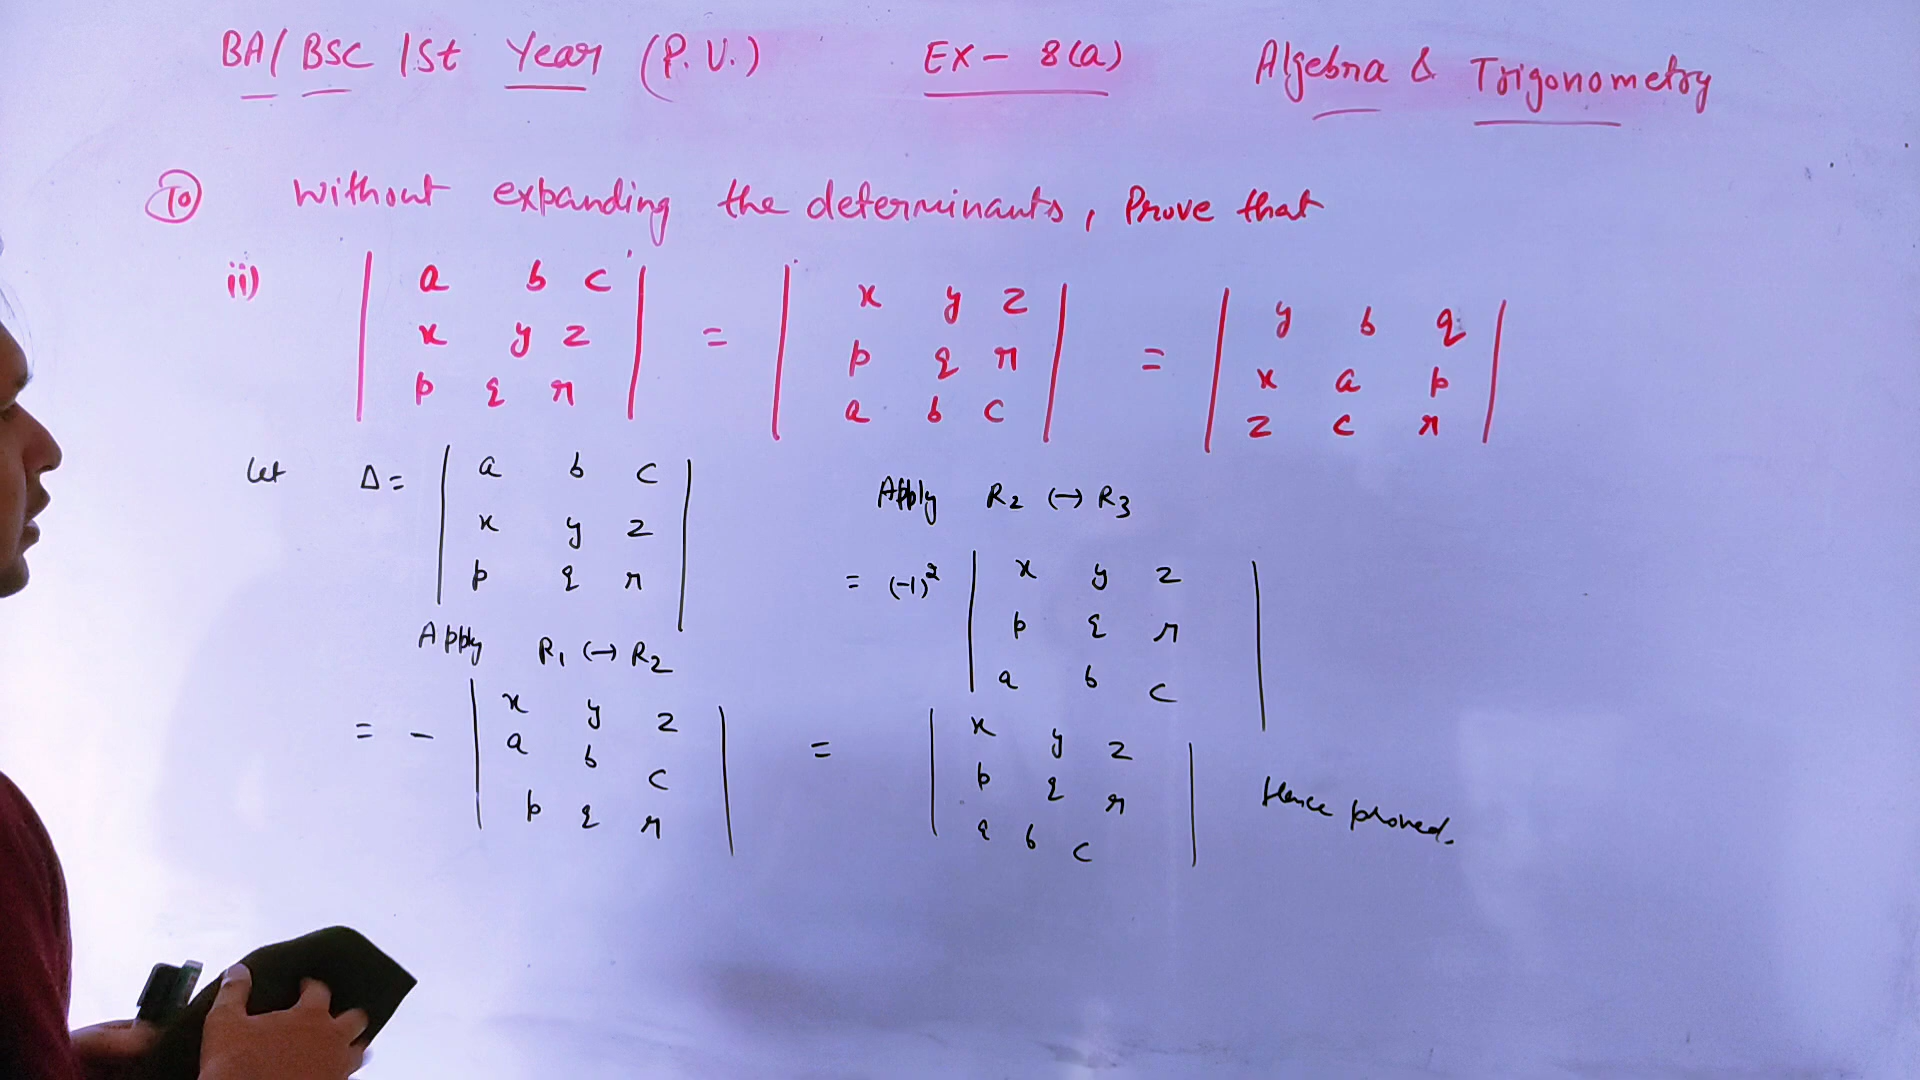 BA/BSC 1St Year (P.U.) EX- 8(a) Algebra & Trigonometry
10 Without expanding the determinants, Prove that
ii) | a b c | = | x y z | = | y b q |
| x y z | | p q r | | x a p |
| p q r | | a b c | | z c r |
Let Δ = | a b c |
| x y z |
| p q r |
Apply R1 ↔ R2
= - | x y z |
| a b c |
| p q r |
Apply R2 ↔ R3
= (-1)² | x y z |
| p q r |
| a b c |
= | x y z |
| p q r |
| a b c |
Hence proved.